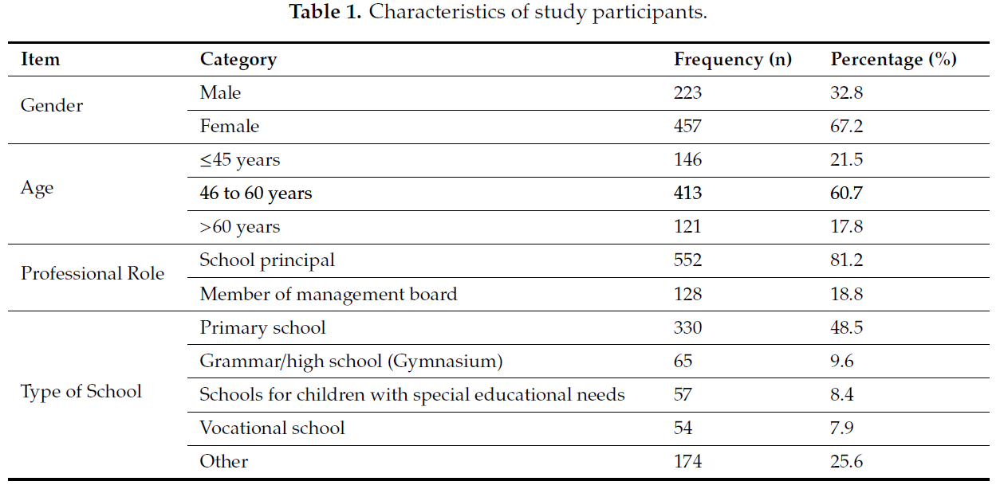 Table 1. Characteristics of study participants.
Item Category Frequency (n) Percentage (%)
Gender
Male 223 32.8
Female 457 67.2
Age
≤45 years 146 21.5
46 to 60 years 413 60.7
>60 years 121 17.8
Professional Role
School principal 552 81.2
Member of management board 128 18.8
Type of School
Primary school 330 48.5
Grammar/high school (Gymnasium) 65 9.6
Schools for children with special educational needs 57 8.4
Vocational school 54 7.9
Other 174 25.6